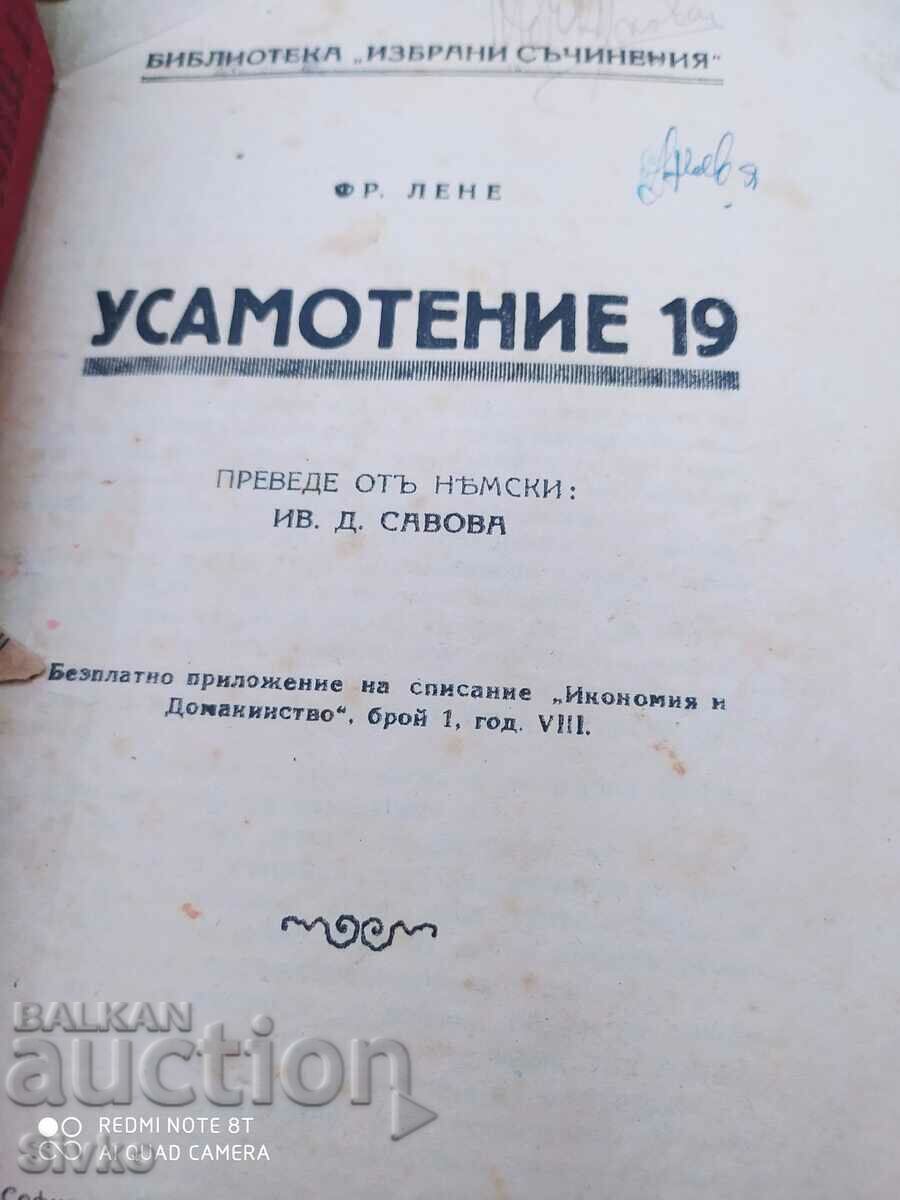 БИБЛИОТЕКА „ИЗБРАНИ СЪЧИНЕНИЯ“
ФР. ЛЕНЕ
УСАМОТЕНИЕ 19
ПРЕВЕДЕ ОТЪ НѢМСКИ:
ИВ. Д. САВОВА
Безплатно приложение на списание „Икономия и
Домакинство“, брой 1, год. VIII.
BALKAN
auction
REDMI NOTE 8T
AI QUAD CAMERA
Sivko